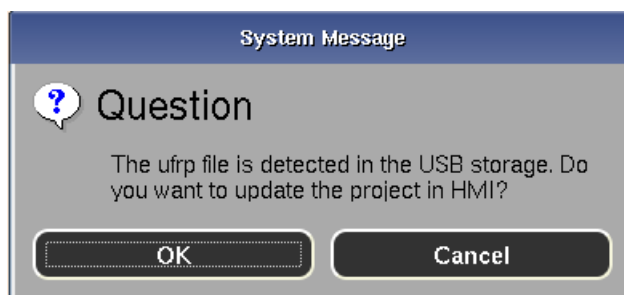 System Message
?
Question
The ufrp file is detected in the USB storage. Do
you want to update the project in HMI?
OK
Cancel